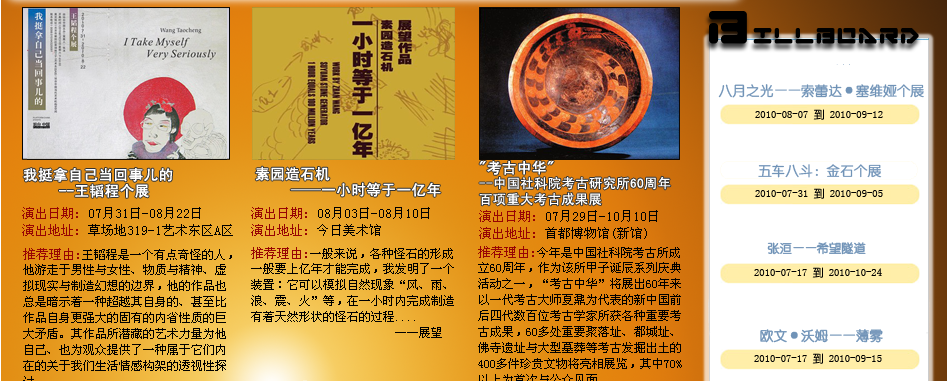 我挺拿自己当回事儿的
王韬程个展
Wang Taocheng
I Take Myself
Very Seriously
我挺拿自己当回事儿的
--王韬程个展
演出日期: 07月31日-08月22日
演出地址: 草场地319-1艺术东区A区
推荐理由:王韬程是一个有点奇怪的人，
他游走于男性与女性、物质与精神、虚
拟现实与制造幻想的边界，他的作品也
总是暗示着一种超越其自身的、甚至比
作品自身更强大的固有的内省性质的巨
大矛盾。其作品所潜藏的艺术力量为他
自己、也为观众提供了一种属于它们内
在的关于我们生活情感构架的透视性探
讨
展望作品
素园造石机
一小时等于一亿年
WORK BY ZHAN WANG
SUYUAN STONE GENERATOR
1 HOUR EQUALS 100 MILLION YEARS
素园造石机
———一小时等于一亿年
演出日期: 08月03日-08月10日
演出地址: 今日美术馆
推荐理由:一般来说，各种怪石的形成
一般要上亿年才能完成，我发明了一个
装置：它可以模拟自然现象“风、雨、
浪、震、火”等，在一小时内完成制造
有着天然形状的怪石的过程....
——展望
"考古中华"
--中国社科院考古研究所60周年
百项重大考古成果展
演出日期: 07月29日-10月10日
演出地址: 首都博物馆(新馆)
推荐理由:今年是中国社科院考古所成
立60周年，作为该所甲子诞辰系列庆典
活动之一，“考古中华”将展出60年来
以一代考古大师夏鼐为代表的新中国前
后四代数百位考古学家所获各种重要考
古成果，60多处重要聚落址、都城址、
佛寺遗址与大型墓葬等考古发掘出土的
400多件珍贵文物将亮相展览，其中70%
以上为首次与公众见面
BILLBOARD
八月之光——索蕾达●塞维娅个展
2010-08-07 到 2010-09-12
五车八斗：金石个展
2010-07-31 到 2010-09-05
张洹——希望隧道
2010-07-17 到 2010-10-24
欧文●沃姆——薄雾
2010-07-17 到 2010-09-15